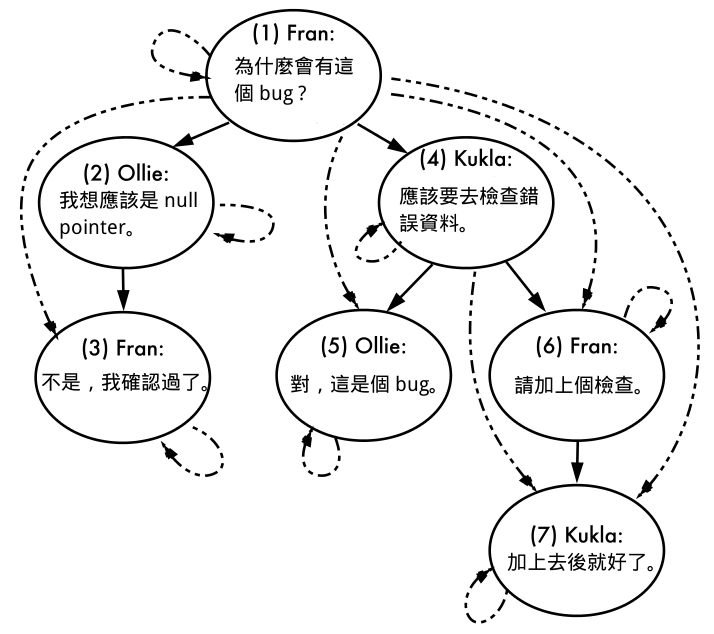 (1) Fran:
為什麼會有這
個 bug？
(2) Ollie:
我想應該是 null
pointer。
(3) Fran:
不是，我確認過了。
(4) Kukla:
應該要去檢查錯
誤資料。
(5) Ollie:
對，這是個 bug。
(6) Fran:
請加上個檢查。
(7) Kukla:
加上去後就好了。